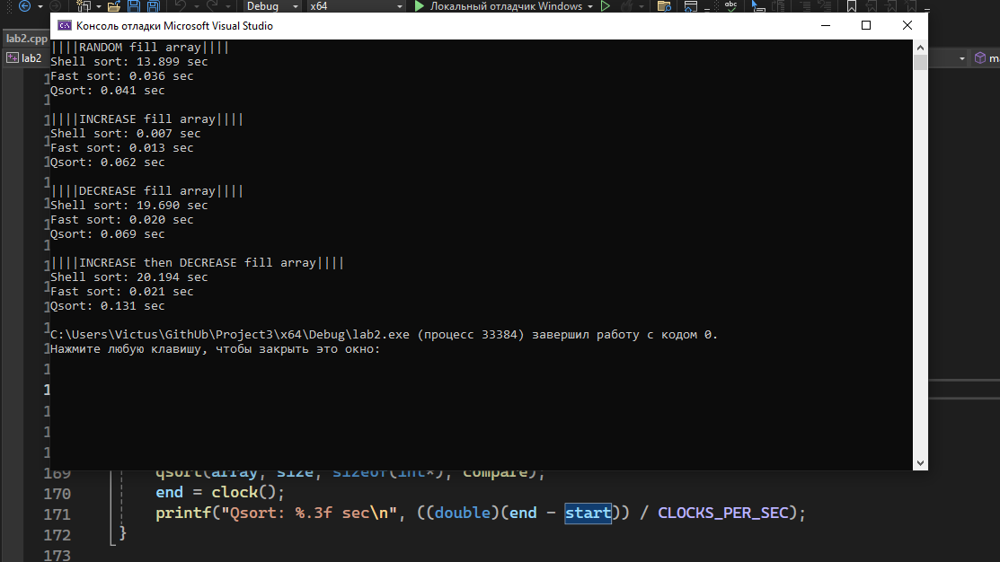 Debug x64 Локальный отладчик Windows
Консоль отладки Microsoft Visual Studio
lab2.cpp
lab2
||||RANDOM fill array||||
Shell sort: 13.899 sec
Fast sort: 0.036 sec
Qsort: 0.041 sec
||||INCREASE fill array||||
Shell sort: 0.007 sec
Fast sort: 0.013 sec
Qsort: 0.062 sec
||||DECREASE fill array||||
Shell sort: 19.690 sec
Fast sort: 0.020 sec
Qsort: 0.069 sec
||||INCREASE then DECREASE fill array||||
Shell sort: 20.194 sec
Fast sort: 0.021 sec
Qsort: 0.131 sec
C:\Users\Victus\GithUb\Project3\x64\Debug\lab2.exe (процесс 33384) завершил работу с кодом 0.
Нажмите любую клавишу, чтобы закрыть это окно:
169 qsort(array, size, sizeof(int*), compare);
170 end = clock();
171 printf("Qsort: %.3f sec\n", ((double)(end - start)) / CLOCKS_PER_SEC);
172 }
173